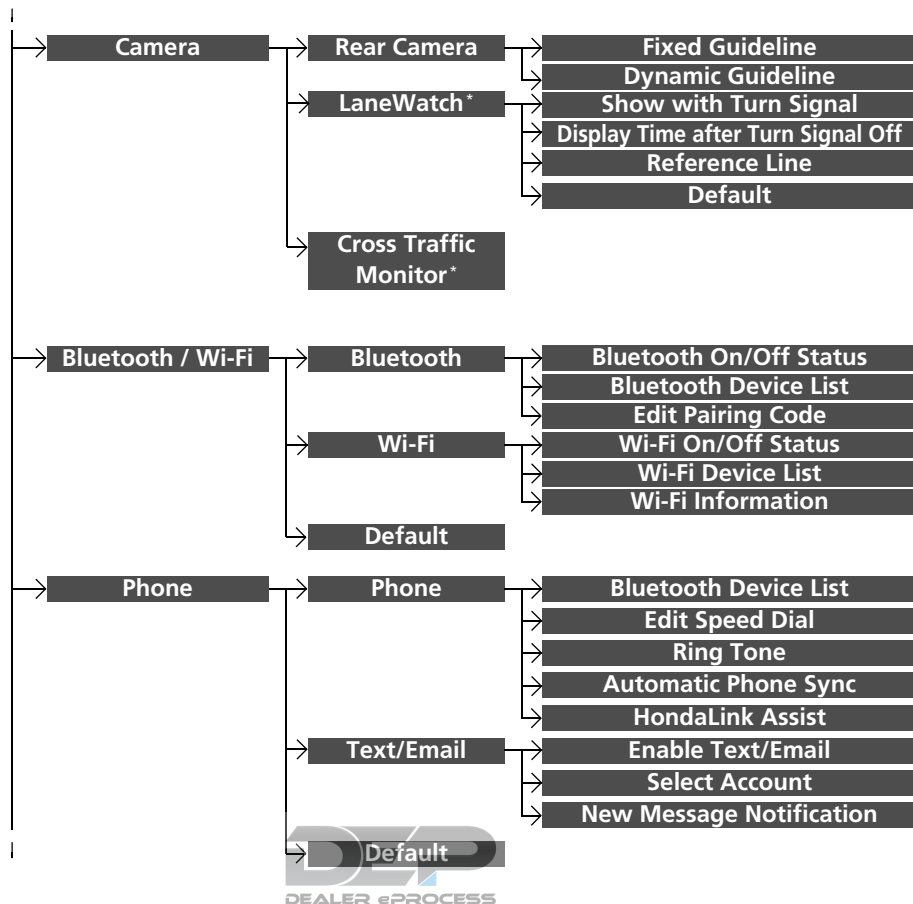 Camera
Rear Camera
Fixed Guideline
Dynamic Guideline
LaneWatch*
Show with Turn Signal
Display Time after Turn Signal Off
Reference Line
Default
Cross Traffic
Monitor*
Bluetooth / Wi-Fi
Bluetooth
Bluetooth On/Off Status
Bluetooth Device List
Edit Pairing Code
Wi-Fi
Wi-Fi On/Off Status
Wi-Fi Device List
Wi-Fi Information
Default
Phone
Phone
Bluetooth Device List
Edit Speed Dial
Ring Tone
Automatic Phone Sync
HondaLink Assist
Text/Email
Enable Text/Email
Select Account
New Message Notification
Default
DEP
DEALER ePROCESS